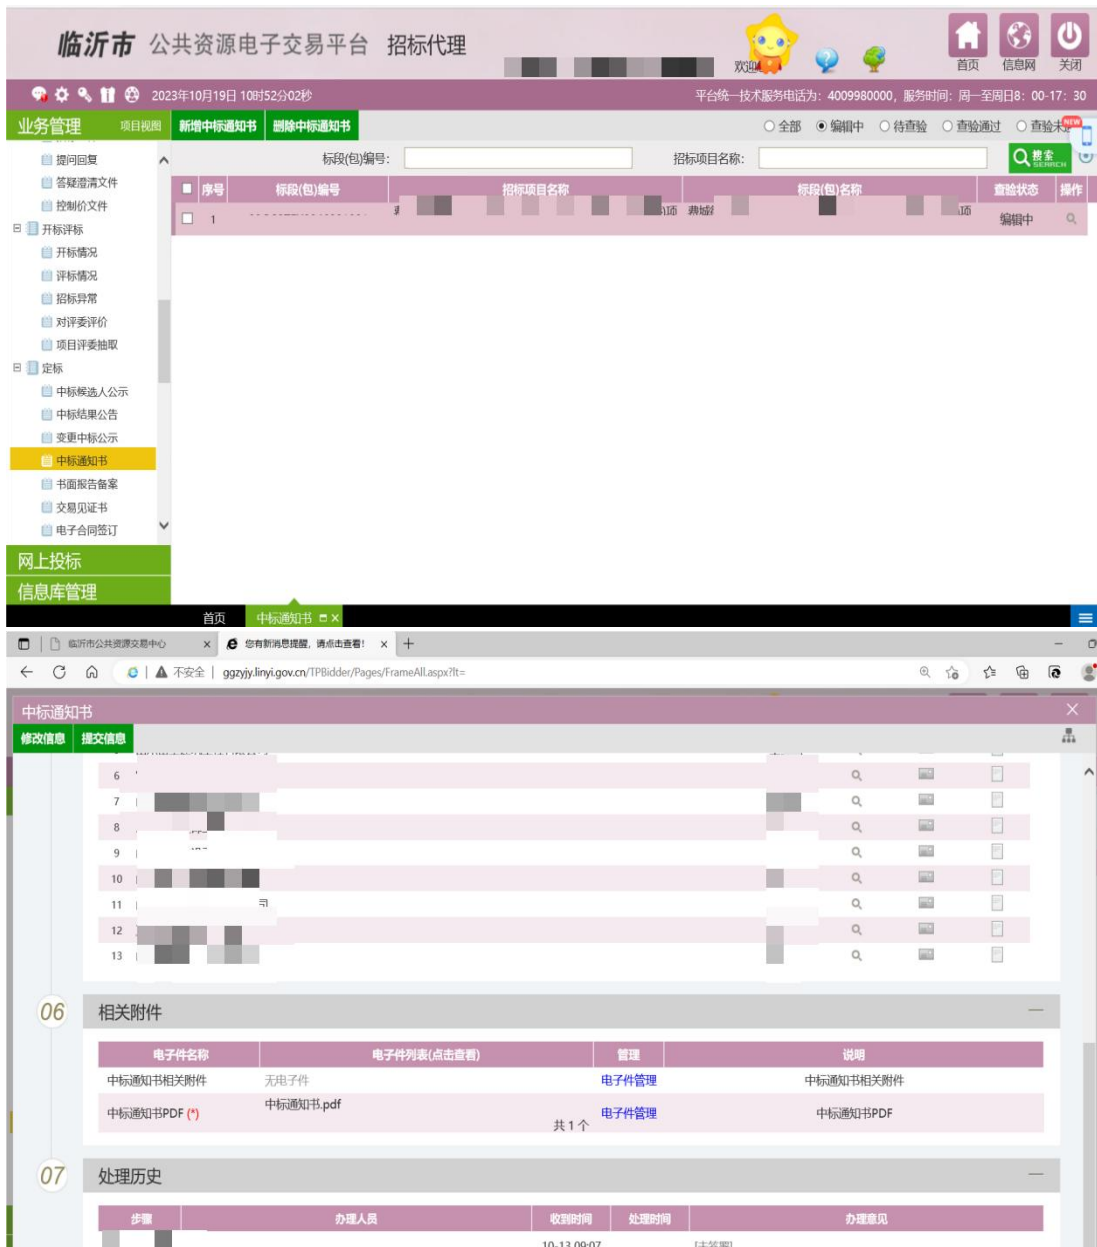 临沂市 公共资源电子交易平台 招标代理
欢迎
首页 信息网 关闭
2023年10月19日 10时52分02秒
平台统一技术服务电话为：4009980000，服务时间：周一至周日8：00-17：30
业务管理 项目视图
新增中标通知书 删除中标通知书
全部 编辑中 待查验 查验通过 查验未
NEW
标段(包)编号：
招标项目名称：
搜索
SEARCH
序号 标段(包)编号 招标项目名称 标段(包)名称 查验状态 操作
1 项 费城 项 编辑中
提问回复
答疑澄清文件
控制价文件
开标评标
开标情况
评标情况
招标异常
对评委评价
项目评委抽取
定标
中标候选人公示
中标结果公告
变更中标公示
中标通知书
书面报告备案
交易见证书
电子合同签订
网上投标
信息库管理
首页 中标通知书
临沂市公共资源交易中心 您有新消息提醒，请点击查看！
不安全 ggzyjy.linyi.gov.cn/TPBidder/Pages/FrameAll.aspx?lt=
中标通知书
修改信息 提交信息
6
7
8
9
10
11 司
12
13
06 相关附件
电子件名称 电子件列表(点击查看) 管理 说明
中标通知书相关附件 无电子件 电子件管理 中标通知书相关附件
中标通知书PDF (*) 中标通知书.pdf 共 1 个 电子件管理 中标通知书PDF
07 处理历史
步骤 办理人员 收到时间 处理时间 办理意见
10-13 09:07 [未签署]